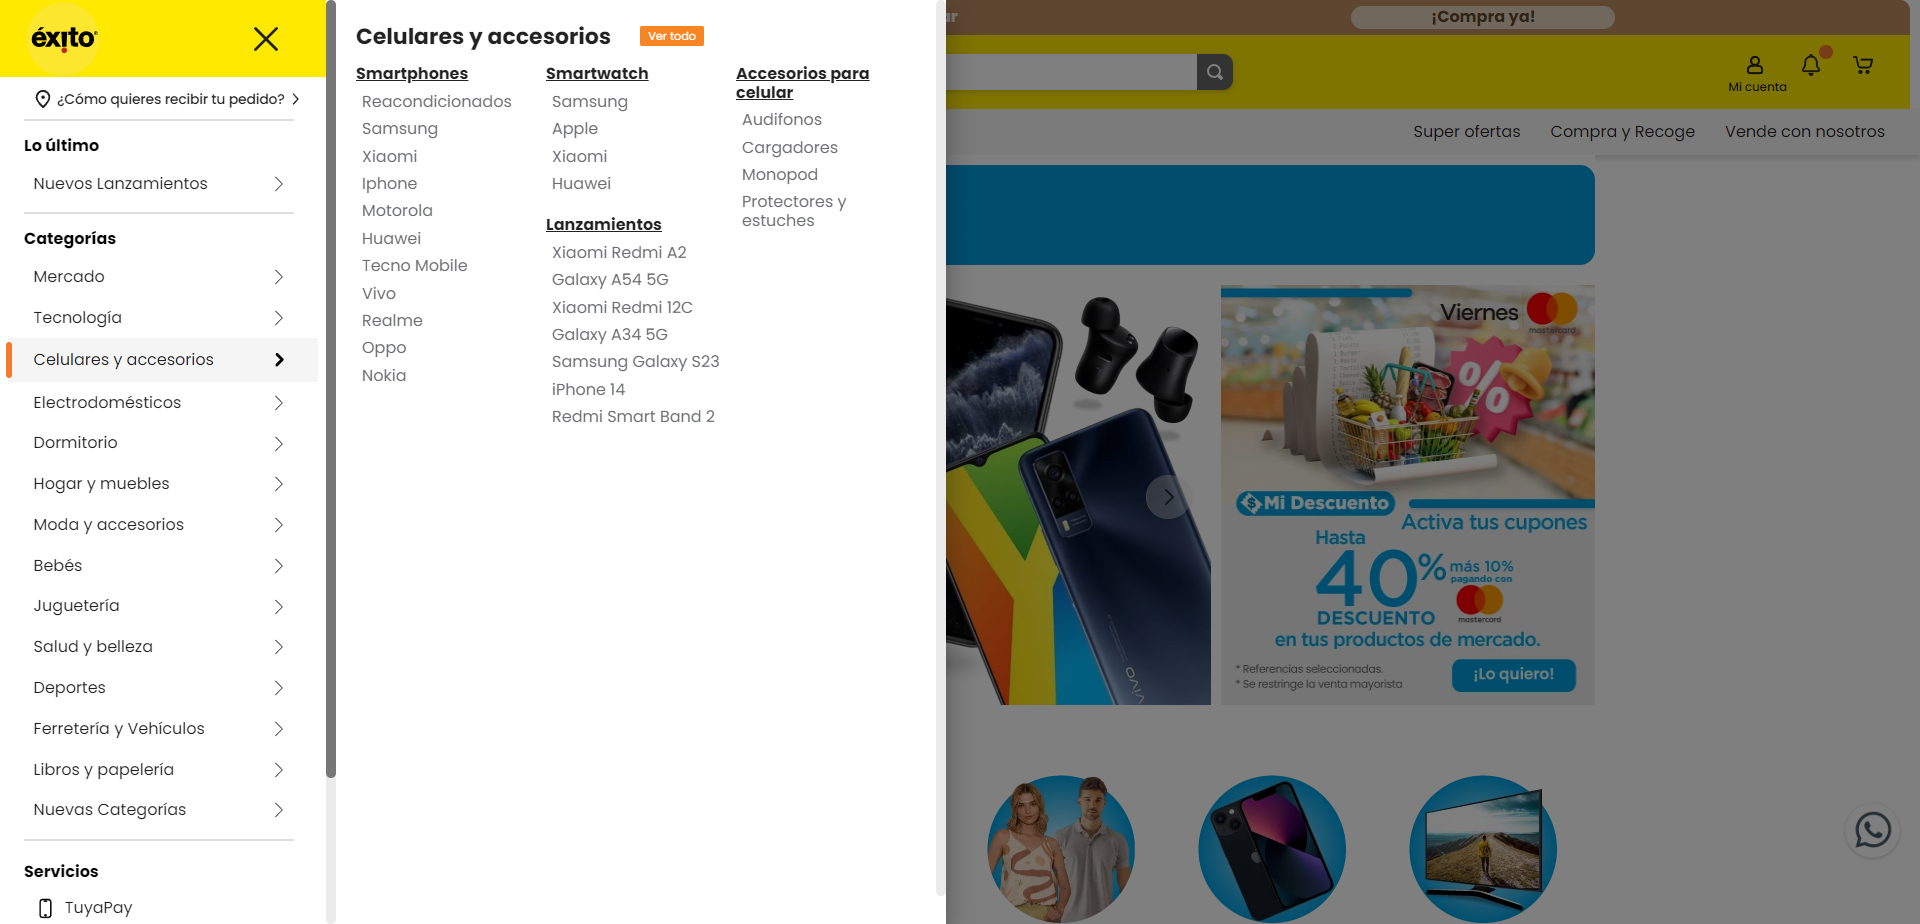 éxito
¿Cómo quieres recibir tu pedido?
Lo último
Nuevos Lanzamientos
Categorías
Mercado
Tecnología
Celulares y accesorios
Electrodomésticos
Dormitorio
Hogar y muebles
Moda y accesorios
Bebés
Juguetería
Salud y belleza
Deportes
Ferretería y Vehículos
Libros y papelería
Nuevas Categorías
Servicios
TuyaPay
Celulares y accesorios
Ver todo
Smartphones
Reacondicionados
Samsung
Xiaomi
Iphone
Motorola
Huawei
Tecno Mobile
Vivo
Realme
Oppo
Nokia
Smartwatch
Samsung
Apple
Xiaomi
Huawei
Lanzamientos
Xiaomi Redmi A2
Galaxy A54 5G
Xiaomi Redmi 12C
Galaxy A34 5G
Samsung Galaxy S23
iPhone 14
Redmi Smart Band 2
Accesorios para
celular
Audifonos
Cargadores
Monopod
Protectores y
estuches
¡Compra ya!
Mi cuenta
Super ofertas
Compra y Recoge
Vende con nosotros
vivo
Viernes
mastercard
%
$ Mi Descuento
Activa tus cupones
Hasta
40%
más 10%
pagando con
mastercard
DESCUENTO
en tus productos de mercado.
* Referencias seleccionadas.
* Se restringe la venta mayorista
¡Lo quiero!